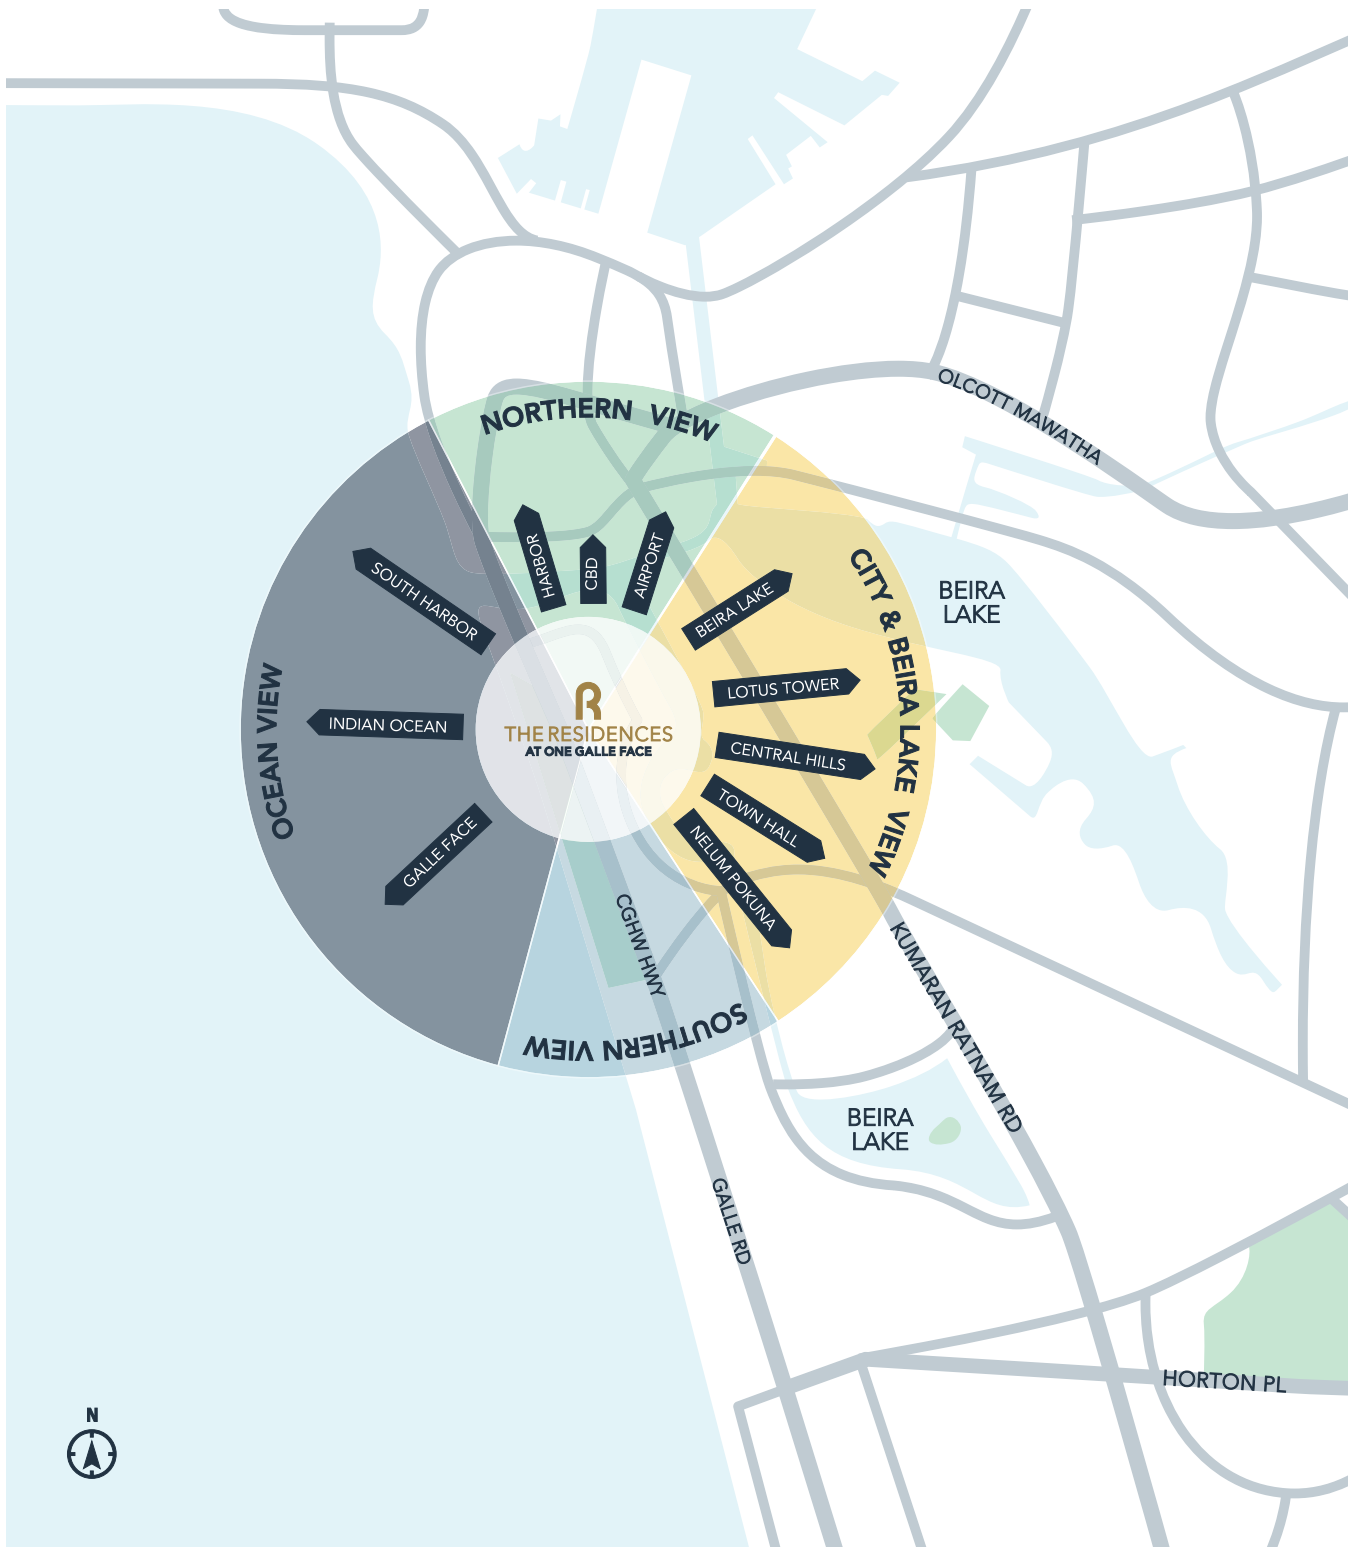 OLCOTT MAWATHA
NORTHERN VIEW
HARBOR
CBD
AIRPORT
CITY & BEIRA LAKE VIEW
BEIRA LAKE
LOTUS TOWER
CENTRAL HILLS
TOWN HALL
NELUM POKUNA
BEIRA
LAKE
OCEAN VIEW
SOUTH HARBOR
INDIAN OCEAN
GALLE FACE
R
THE RESIDENCES
AT ONE GALLE FACE
CGHW HWY
SOUTHERN VIEW
KUMARAN RATNAM RD
BEIRA
LAKE
GALLE RD
HORTON PL
N